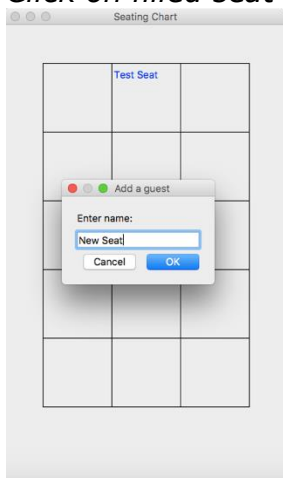 Click on filled seat
Seating Chart
Test Seat
Add a guest
Enter name:
New Seat
Cancel
OK